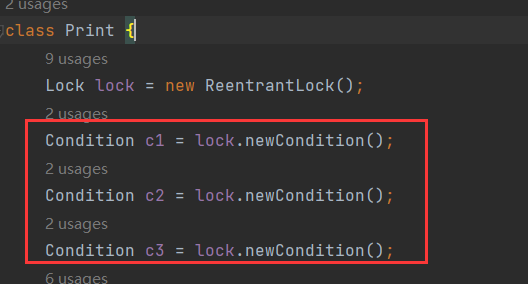 2 usages
class Print {
9 usages
Lock lock = new ReentrantLock();
2 usages
Condition c1 = lock.newCondition();
2 usages
Condition c2 = lock.newCondition();
2 usages
Condition c3 = lock.newCondition();
6 usages